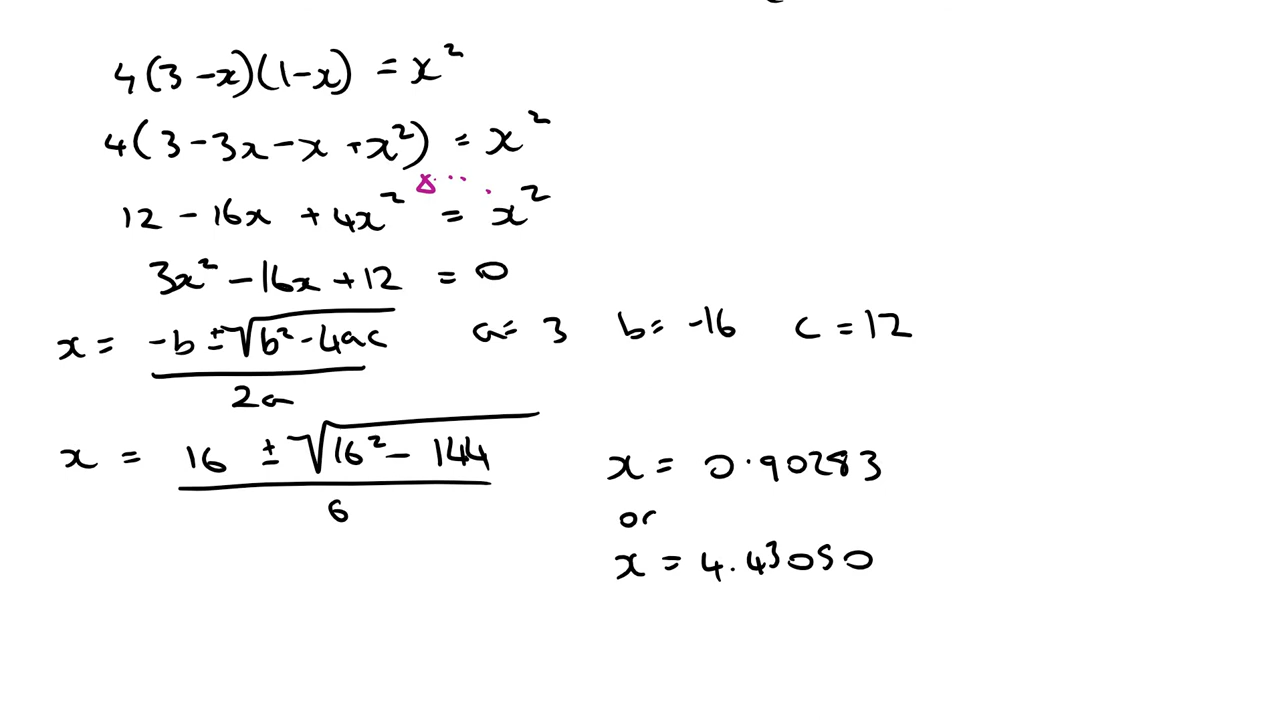 4(3-x)(1-x) = x²
4(3-3x-x+x²) = x²
12 - 16x + 4x² = x²
3x² - 16x + 12 = 0
x = (-b ± √(b²-4ac)) / 2a a = 3 b = -16 c = 12
x = (16 ± √(16² - 144)) / 6
x = 0.90283
or
x = 4.43050